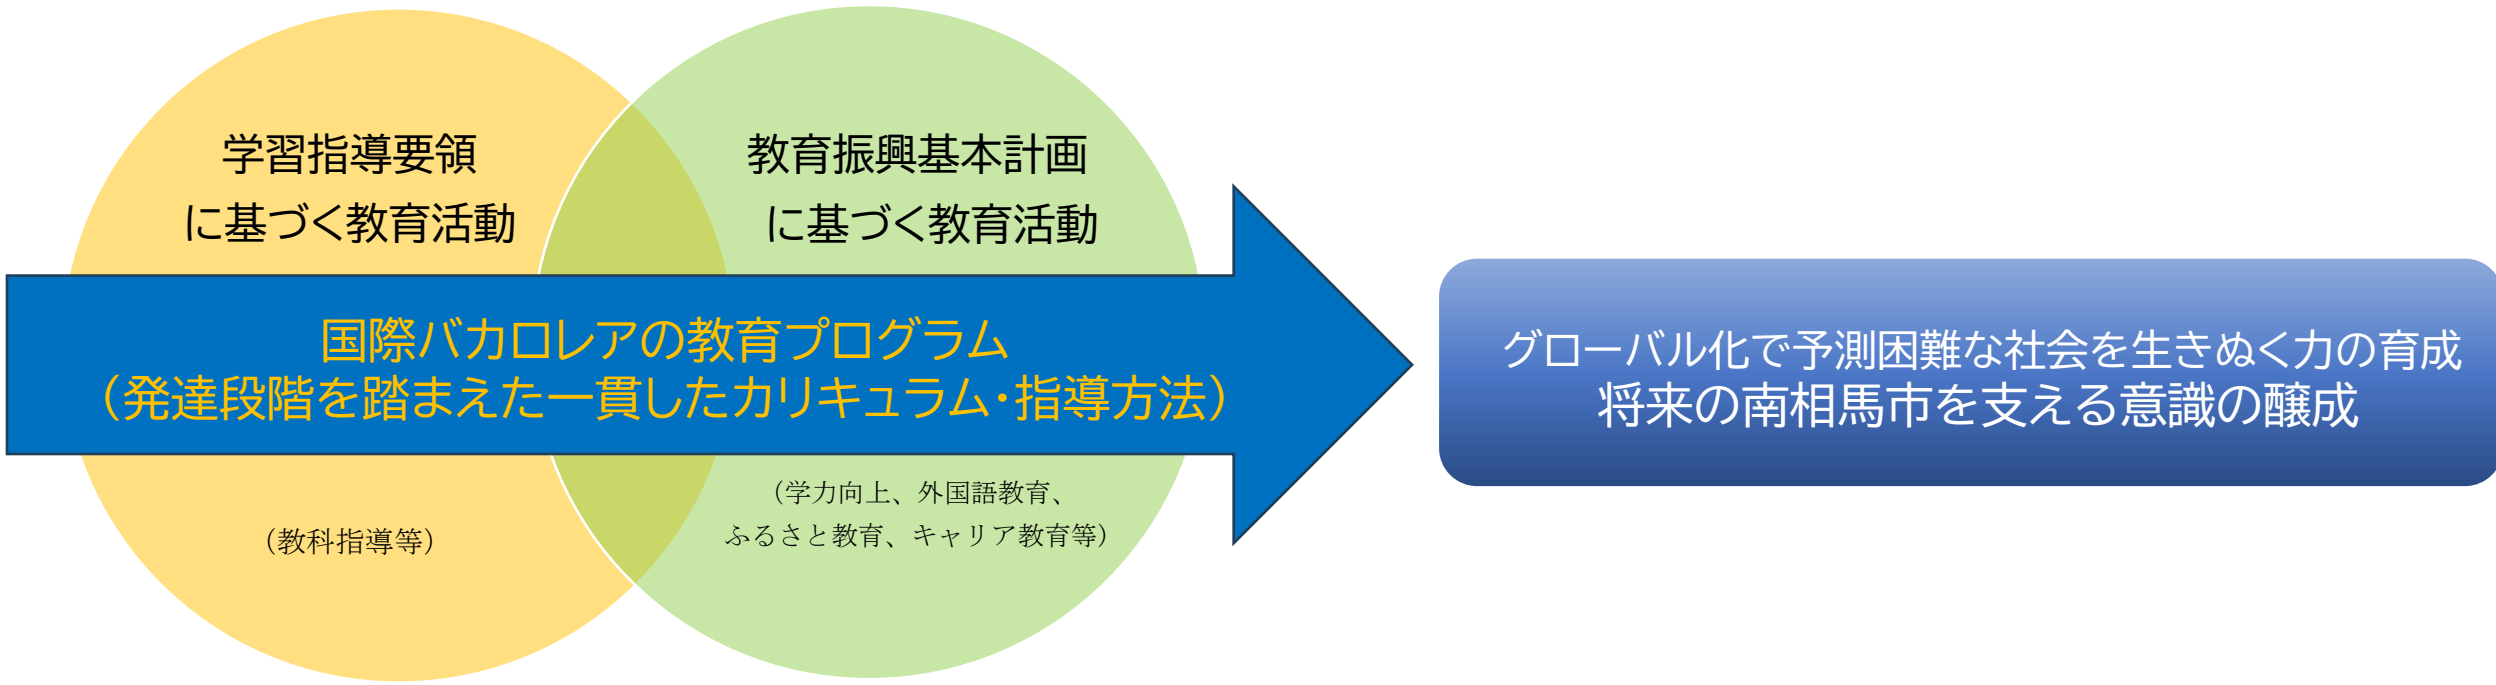 学習指導要領
に基づく教育活動
教育振興基本計画
に基づく教育活動
国際バカロレアの教育プログラム
（発達段階を踏まえた一貫したカリキュラム・指導方法）
グローバル化で予測困難な社会を生きぬく力の育成
将来の有相馬市を支える意識の醸成
（学力向上、外国語教育、
ふるさと教育、キャリア教育等）
（教科指導等）